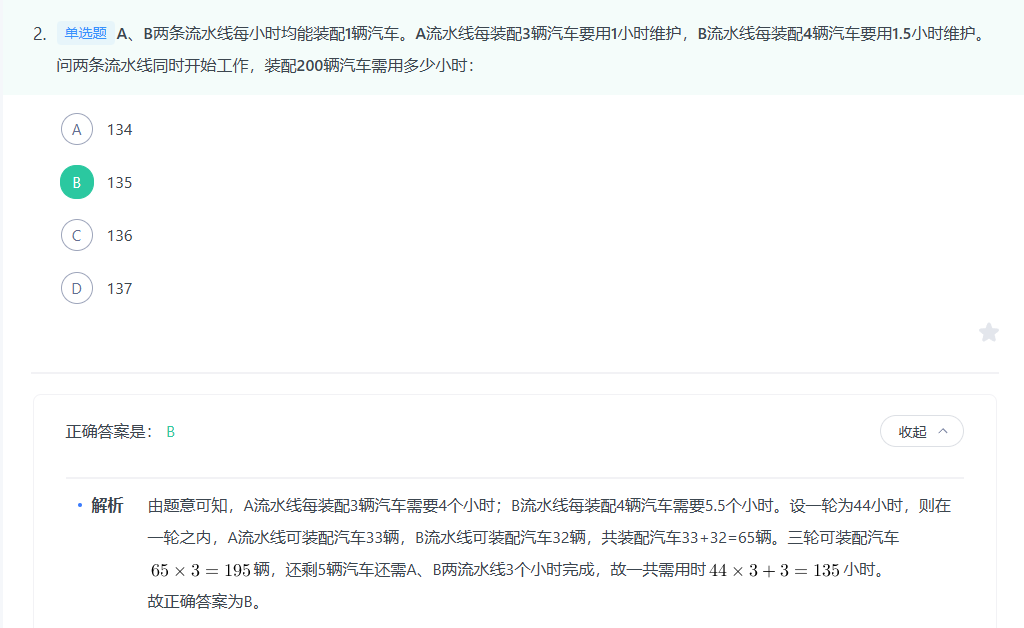 2. 单选题 A、B两条流水线每小时均能装配1辆汽车。A流水线每装配3辆汽车要用1小时维护，B流水线每装配4辆汽车要用1.5小时维护。
问两条流水线同时开始工作，装配200辆汽车需用多少小时：
A 134
B 135
C 136
D 137
正确答案是： B
收起
• 解析 由题意可知，A流水线每装配3辆汽车需要4个小时；B流水线每装配4辆汽车需要5.5个小时。设一轮为44小时，则在
一轮之内，A流水线可装配汽车33辆，B流水线可装配汽车32辆，共装配汽车33+32=65辆。三轮可装配汽车
65 × 3 = 195辆，还剩5辆汽车还需A、B两流水线3个小时完成，故一共需用时44 × 3 + 3 = 135小时。
故正确答案为B。